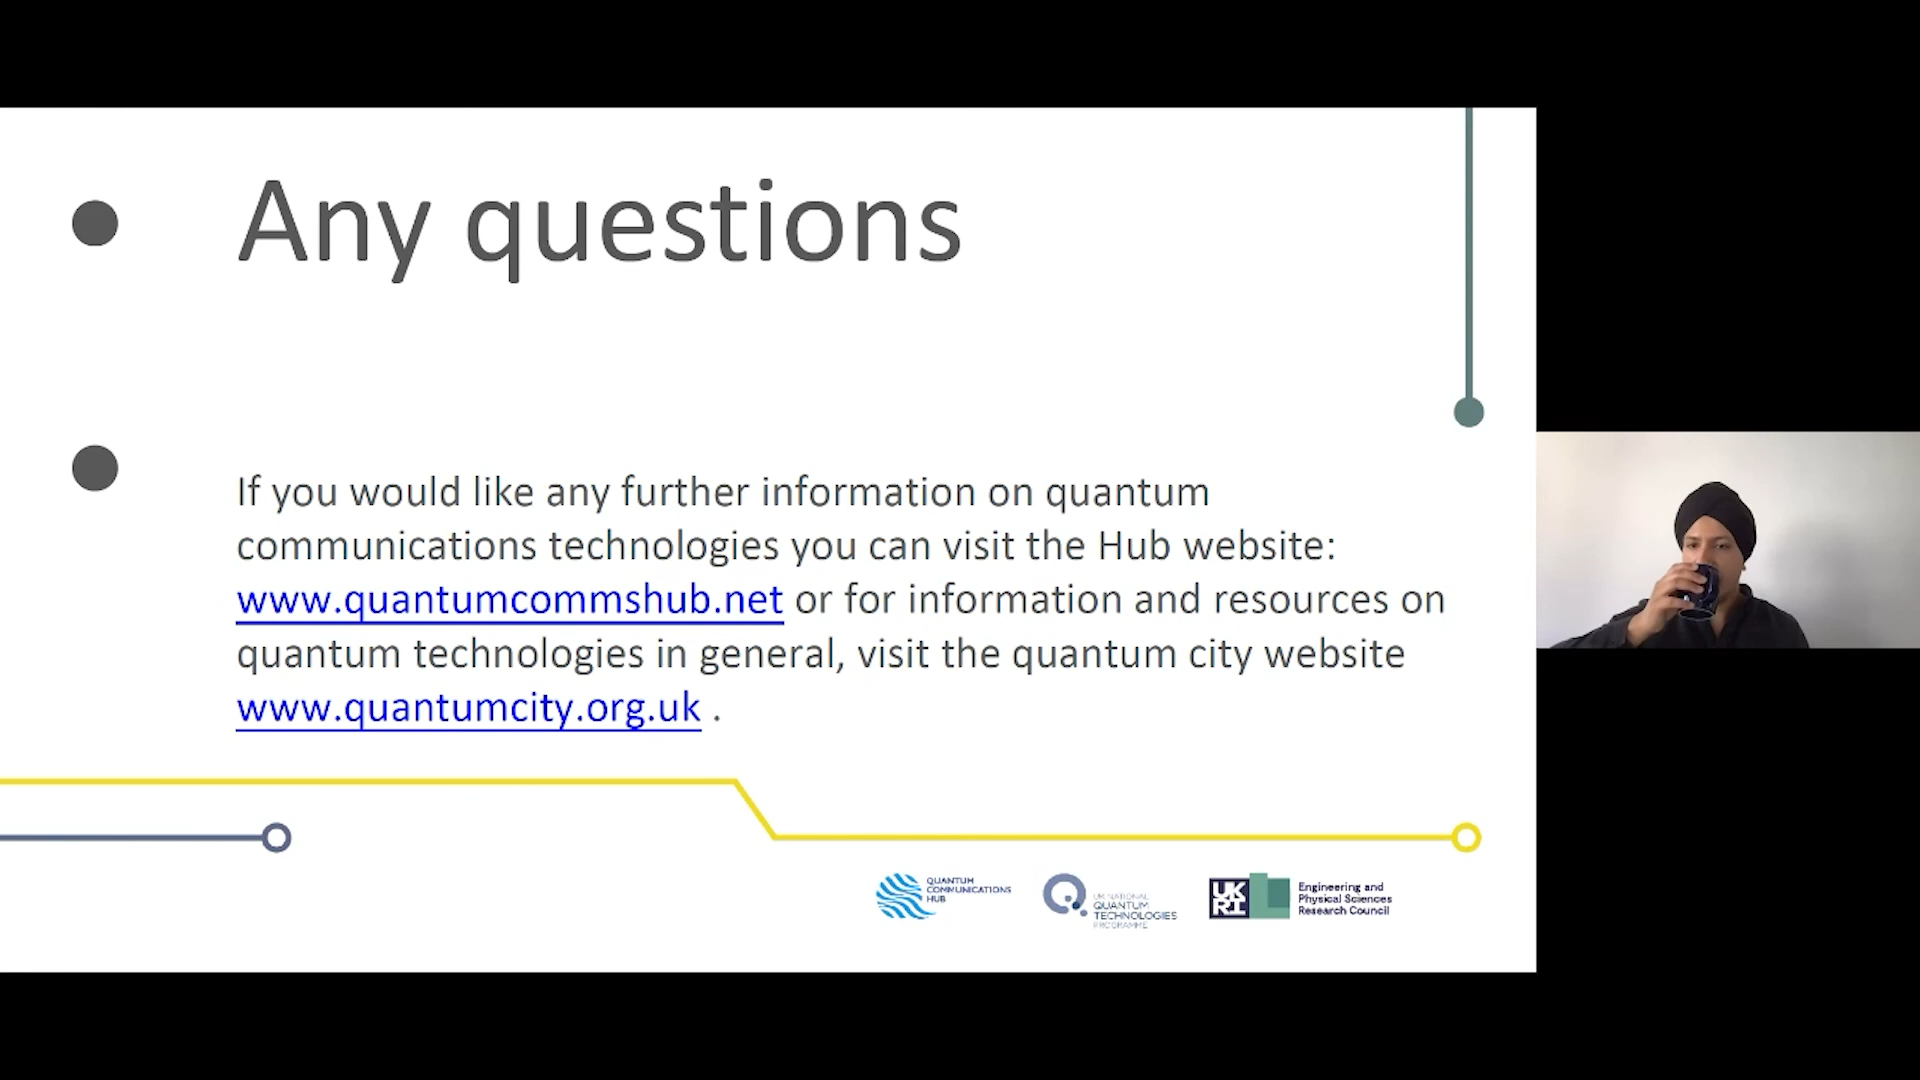 Any questions
If you would like any further information on quantum
communications technologies you can visit the Hub website:
www.quantumcommshub.net or for information and resources on
quantum technologies in general, visit the quantum city website
www.quantumcity.org.uk .
QUANTUM
COMMUNICATIONS
HUB
UK NATIONAL
QUANTUM
TECHNOLOGIES
PROGRAMME
UK
RI
Engineering and
Physical Sciences
Research Council